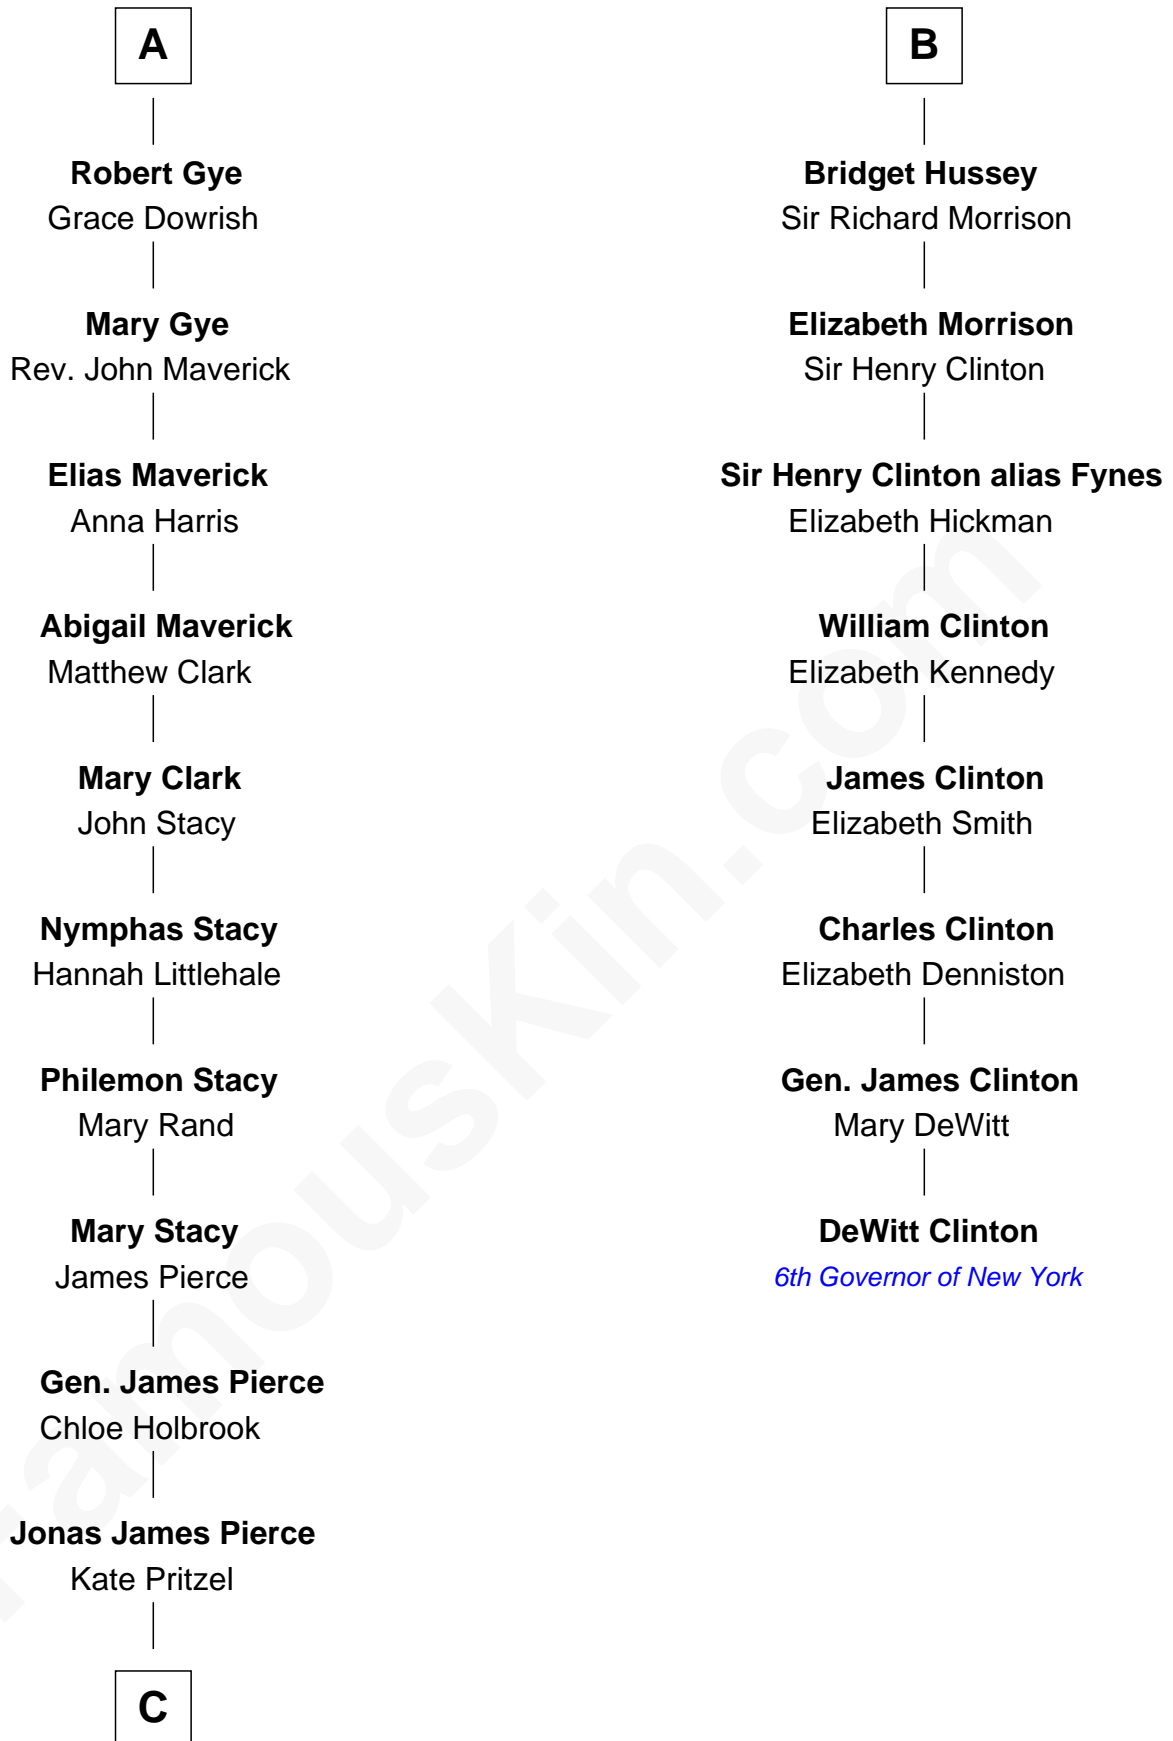 A
Robert Gye
Grace Dowrish
Mary Gye
Rev. John Maverick
Elias Maverick
Anna Harris
Abigail Maverick
Matthew Clark
Mary Clark
John Stacy
Nymphas Stacy
Hannah Littlehale
Philemon Stacy
Mary Rand
Mary Stacy
James Pierce
Gen. James Pierce
Chloe Holbrook
Jonas James Pierce
Kate Pritzel
C
B
Bridget Hussey
Sir Richard Morrison
Elizabeth Morrison
Sir Henry Clinton
Sir Henry Clinton alias Fynes
Elizabeth Hickman
William Clinton
Elizabeth Kennedy
James Clinton
Elizabeth Smith
Charles Clinton
Elizabeth Denniston
Gen. James Clinton
Mary DeWitt
DeWitt Clinton
6th Governor of New York
FamousKin.com